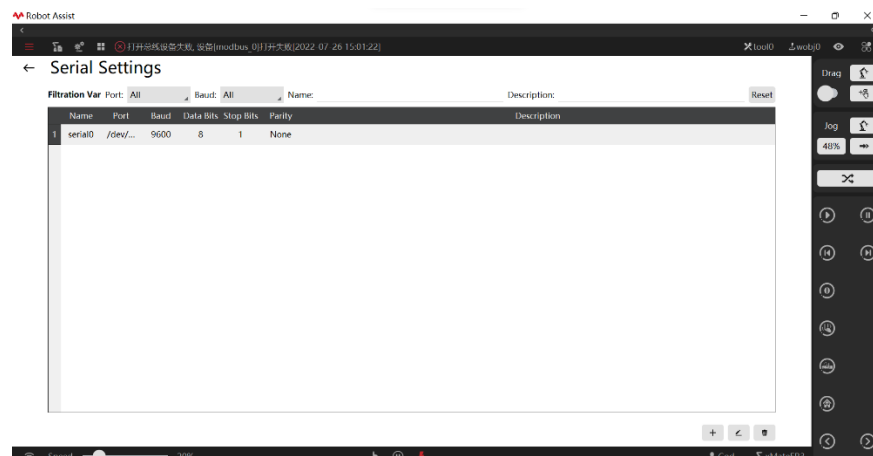 Robot Assist
打开总线设备失败, 设备[modbus_0]打开失败[2022-07-26 15:01:22]
tool0
wobj0
Serial Settings
Filtration Var Port: All Baud: All Name: Description: Reset
Name Port Baud Data Bits Stop Bits Parity Description
1 serial0 /dev/... 9600 8 1 None
Drag
Jog
48%